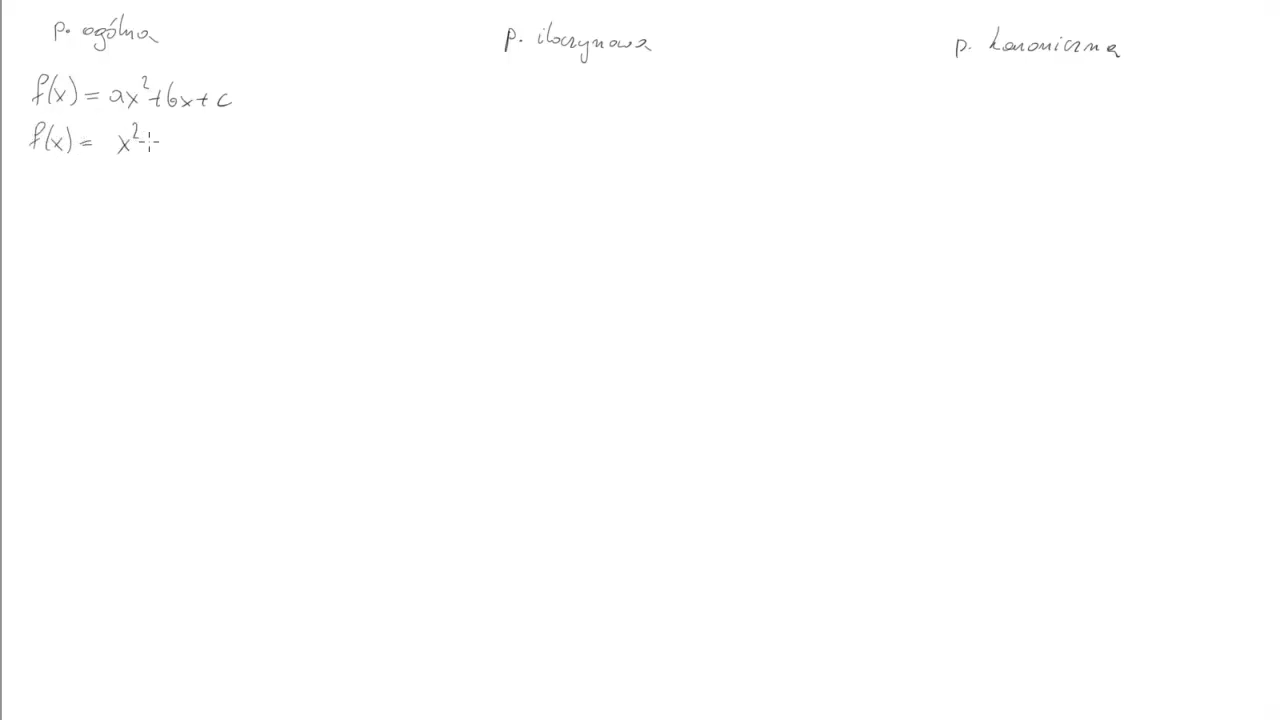 p. ogólna
p. iloczynowa
p. kanoniczna
f(x) = ax²+bx+c
f(x) = x²+